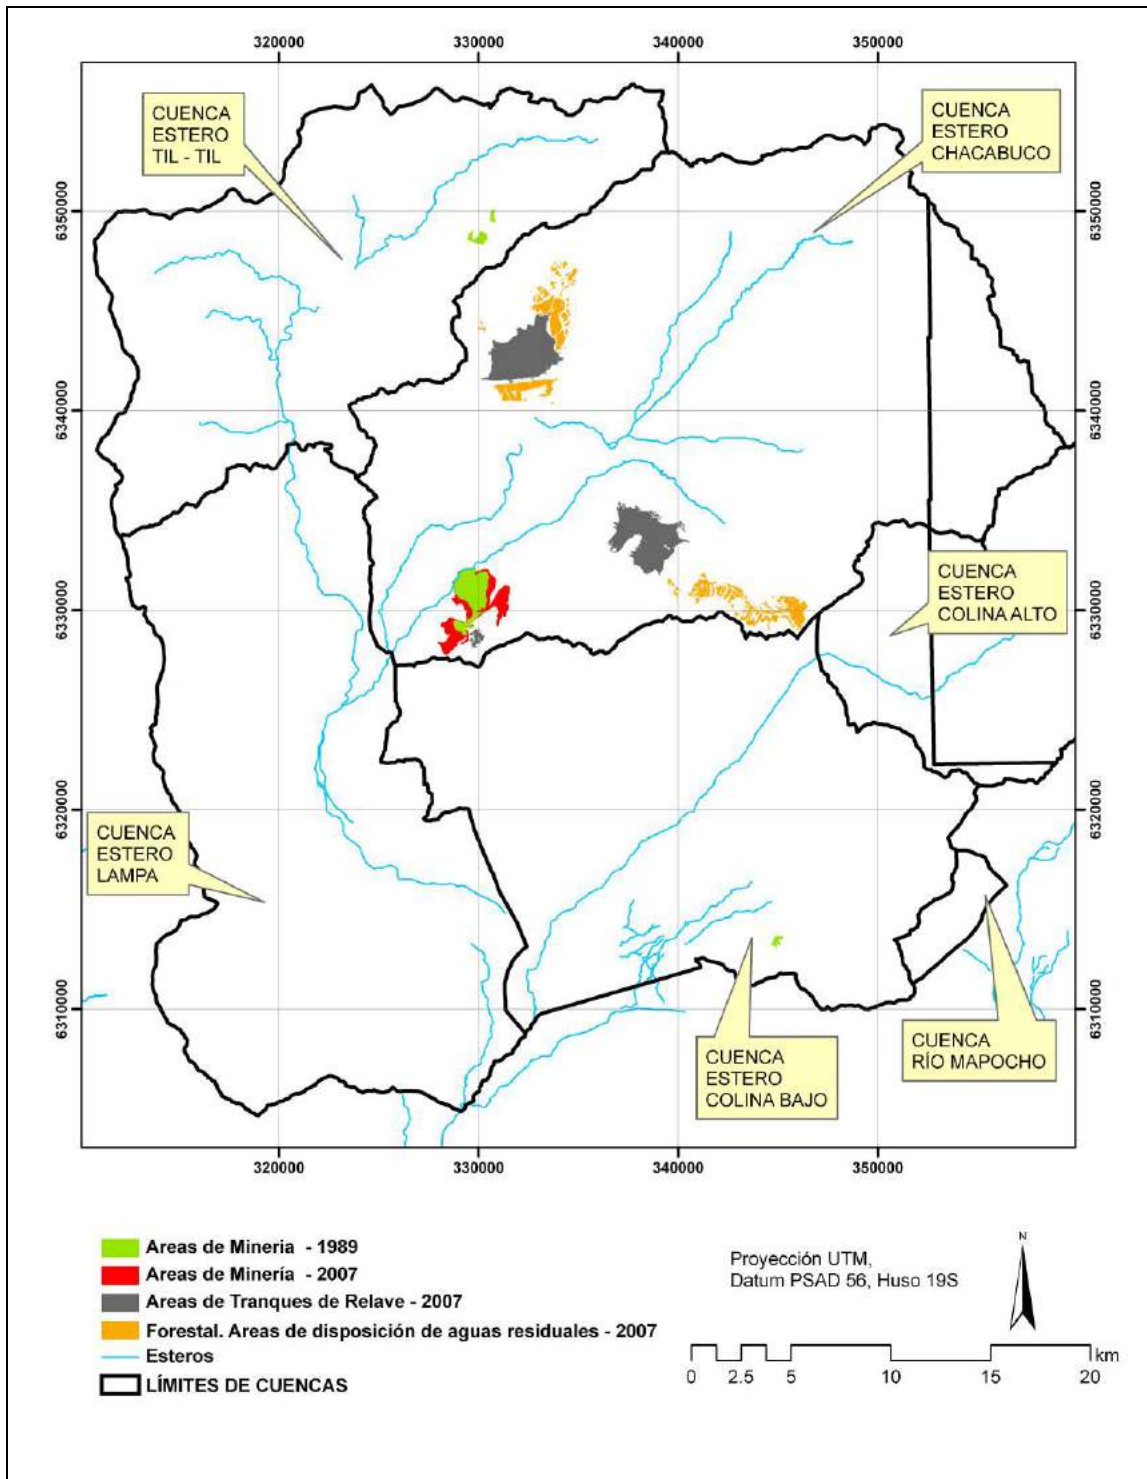 320000
330000
340000
350000
CUENCA
ESTERO
TIL - TIL
CUENCA
ESTERO
CHACABUCO
6350000
6350000
6340000
6340000
6330000
6330000
CUENCA
ESTERO
COLINA ALTO
6320000
6320000
CUENCA
ESTERO
LAMPA
6310000
6310000
CUENCA
ESTERO
COLINA BAJO
CUENCA
RÍO MAPOCHO
320000
330000
340000
350000
Areas de Mineria - 1989
Areas de Minería - 2007
Areas de Tranques de Relave - 2007
Forestal. Areas de disposición de aguas residuales - 2007
Esteros
LÍMITES DE CUENCAS
Proyección UTM,
Datum PSAD 56, Huso 19S
N
km
0 2.5 5 10 15 20